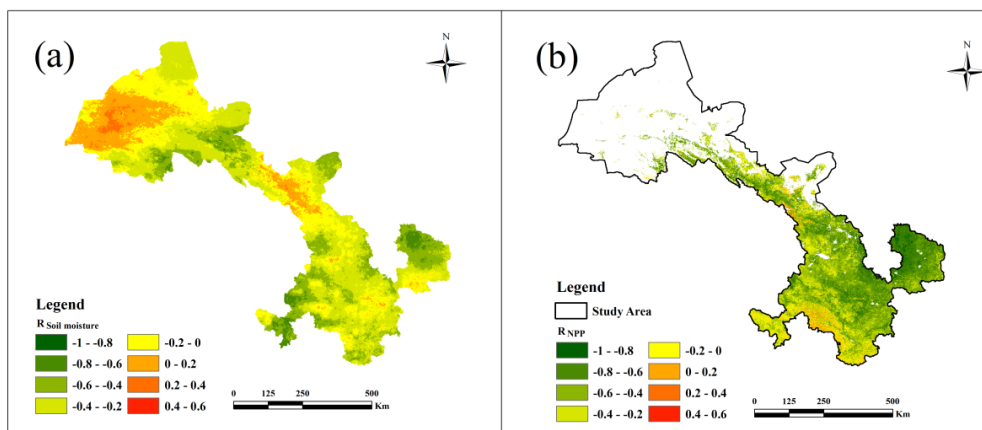 (a)
N
Legend
R Soil moisture
-1 - -0.8
-0.8 - -0.6
-0.6 - -0.4
-0.4 - -0.2
-0.2 - 0
0 - 0.2
0.2 - 0.4
0.4 - 0.6
0 125 250 500
Km
(b)
N
Legend
Study Area
R NPP
-1 - -0.8
-0.8 - -0.6
-0.6 - -0.4
-0.4 - -0.2
-0.2 - 0
0 - 0.2
0.2 - 0.4
0.4 - 0.6
0 125 250 500
Km